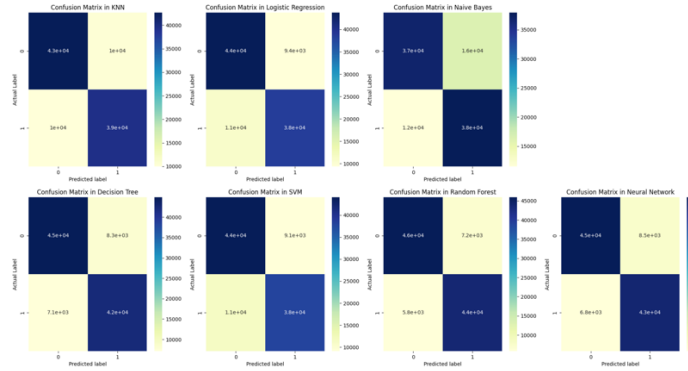 Confusion Matrix in KNN
Confusion Matrix in Logistic Regression
Confusion Matrix in Naive Bayes
Actual Label
0
1
4.3e+04
1e+04
1e+04
3.9e+04
0
1
Predicted label
40000
35000
30000
25000
20000
15000
10000
Actual Label
0
1
4.4e+04
9.4e+03
1.1e+04
3.8e+04
0
1
Predicted label
40000
35000
30000
25000
20000
15000
10000
Actual Label
0
1
3.7e+04
1.6e+04
1.2e+04
3.8e+04
0
1
Predicted label
35000
30000
25000
20000
15000
Confusion Matrix in Decision Tree
Confusion Matrix in SVM
Confusion Matrix in Random Forest
Confusion Matrix in Neural Network
Actual Label
0
1
4.5e+04
8.3e+03
7.1e+03
4.2e+04
0
1
Predicted label
40000
35000
30000
25000
20000
15000
10000
Actual Label
0
1
4.4e+04
9.1e+03
1.1e+04
3.8e+04
0
1
Predicted label
40000
35000
30000
25000
20000
15000
10000
Actual Label
0
1
4.6e+04
7.2e+03
5.8e+03
4.4e+04
0
1
Predicted label
45000
40000
35000
30000
25000
20000
15000
10000
Actual Label
0
1
4.5e+04
8.5e+03
6.8e+03
4.3e+04
0
1
Predicted label